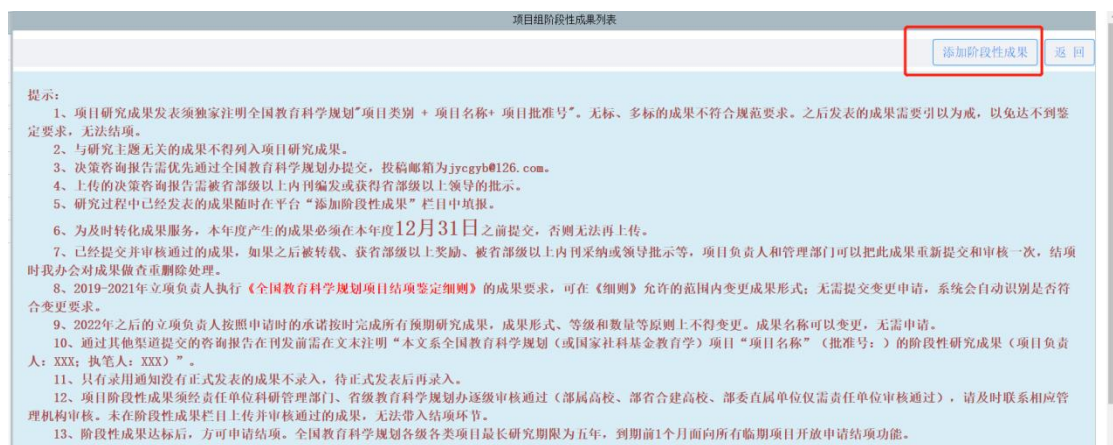 项目组阶段性成果列表
添加阶段性成果 返 回
提示:
1、项目研究成果发表须独家注明全国教育科学规划"项目类别 + 项目名称+ 项目批准号"。无标、多标的成果不符合规范要求。之后发表的成果需要引以为戒，以免达不到鉴
定要求，无法结项。
2、与研究主题无关的成果不得列入项目研究成果。
3、决策咨询报告需优先通过全国教育科学规划办提交，投稿邮箱为jycgyb@126.com。
4、上传的决策咨询报告需被省部级以上内刊编发或获得省部级以上领导的批示。
5、研究过程中已经发表的成果随时在平台“添加阶段性成果”栏目中填报。
6、为及时转化成果服务，本年度产生的成果必须在本年度12月31日之前提交，否则无法再上传。
7、已经提交并审核通过的成果，如果之后被转载、获省部级以上奖励、被省部级以上内刊采纳或领导批示等，项目负责人和管理部门可以把此成果重新提交和审核一次，结项
时我办会对成果做查重删除处理。
8、2019-2021年立项负责人执行《全国教育科学规划项目结项鉴定细则》的成果要求，可在《细则》允许的范围内变更成果形式；无需提交变更申请，系统会自动识别是否符
合变更要求。
9、2022年之后的立项负责人按照申请时的承诺按时完成所有预期研究成果，成果形式、等级和数量等原则上不得变更。成果名称可以变更，无需申请。
10、通过其他渠道提交的咨询报告在刊发前需在文末注明“本文系全国教育科学规划（或国家社科基金教育学）项目“项目名称”（批准号：）的阶段性研究成果（项目负责
人：XXX；执笔人：XXX）”。
11、只有录用通知没有正式发表的成果不录入，待正式发表后再录入。
12、项目阶段性成果须经责任单位科研管理部门、省级教育科学规划办逐级审核通过（部属高校、部省合建高校、部委直属单位仅需责任单位审核通过），请及时联系相应管
理机构审核。未在阶段性成果栏目上传并审核通过的成果，无法带入结项环节。
13、阶段性成果达标后，方可申请结项。全国教育科学规划各级各类项目最长研究期限为五年，到期前1个月面向所有临期项目开放申请结项功能。